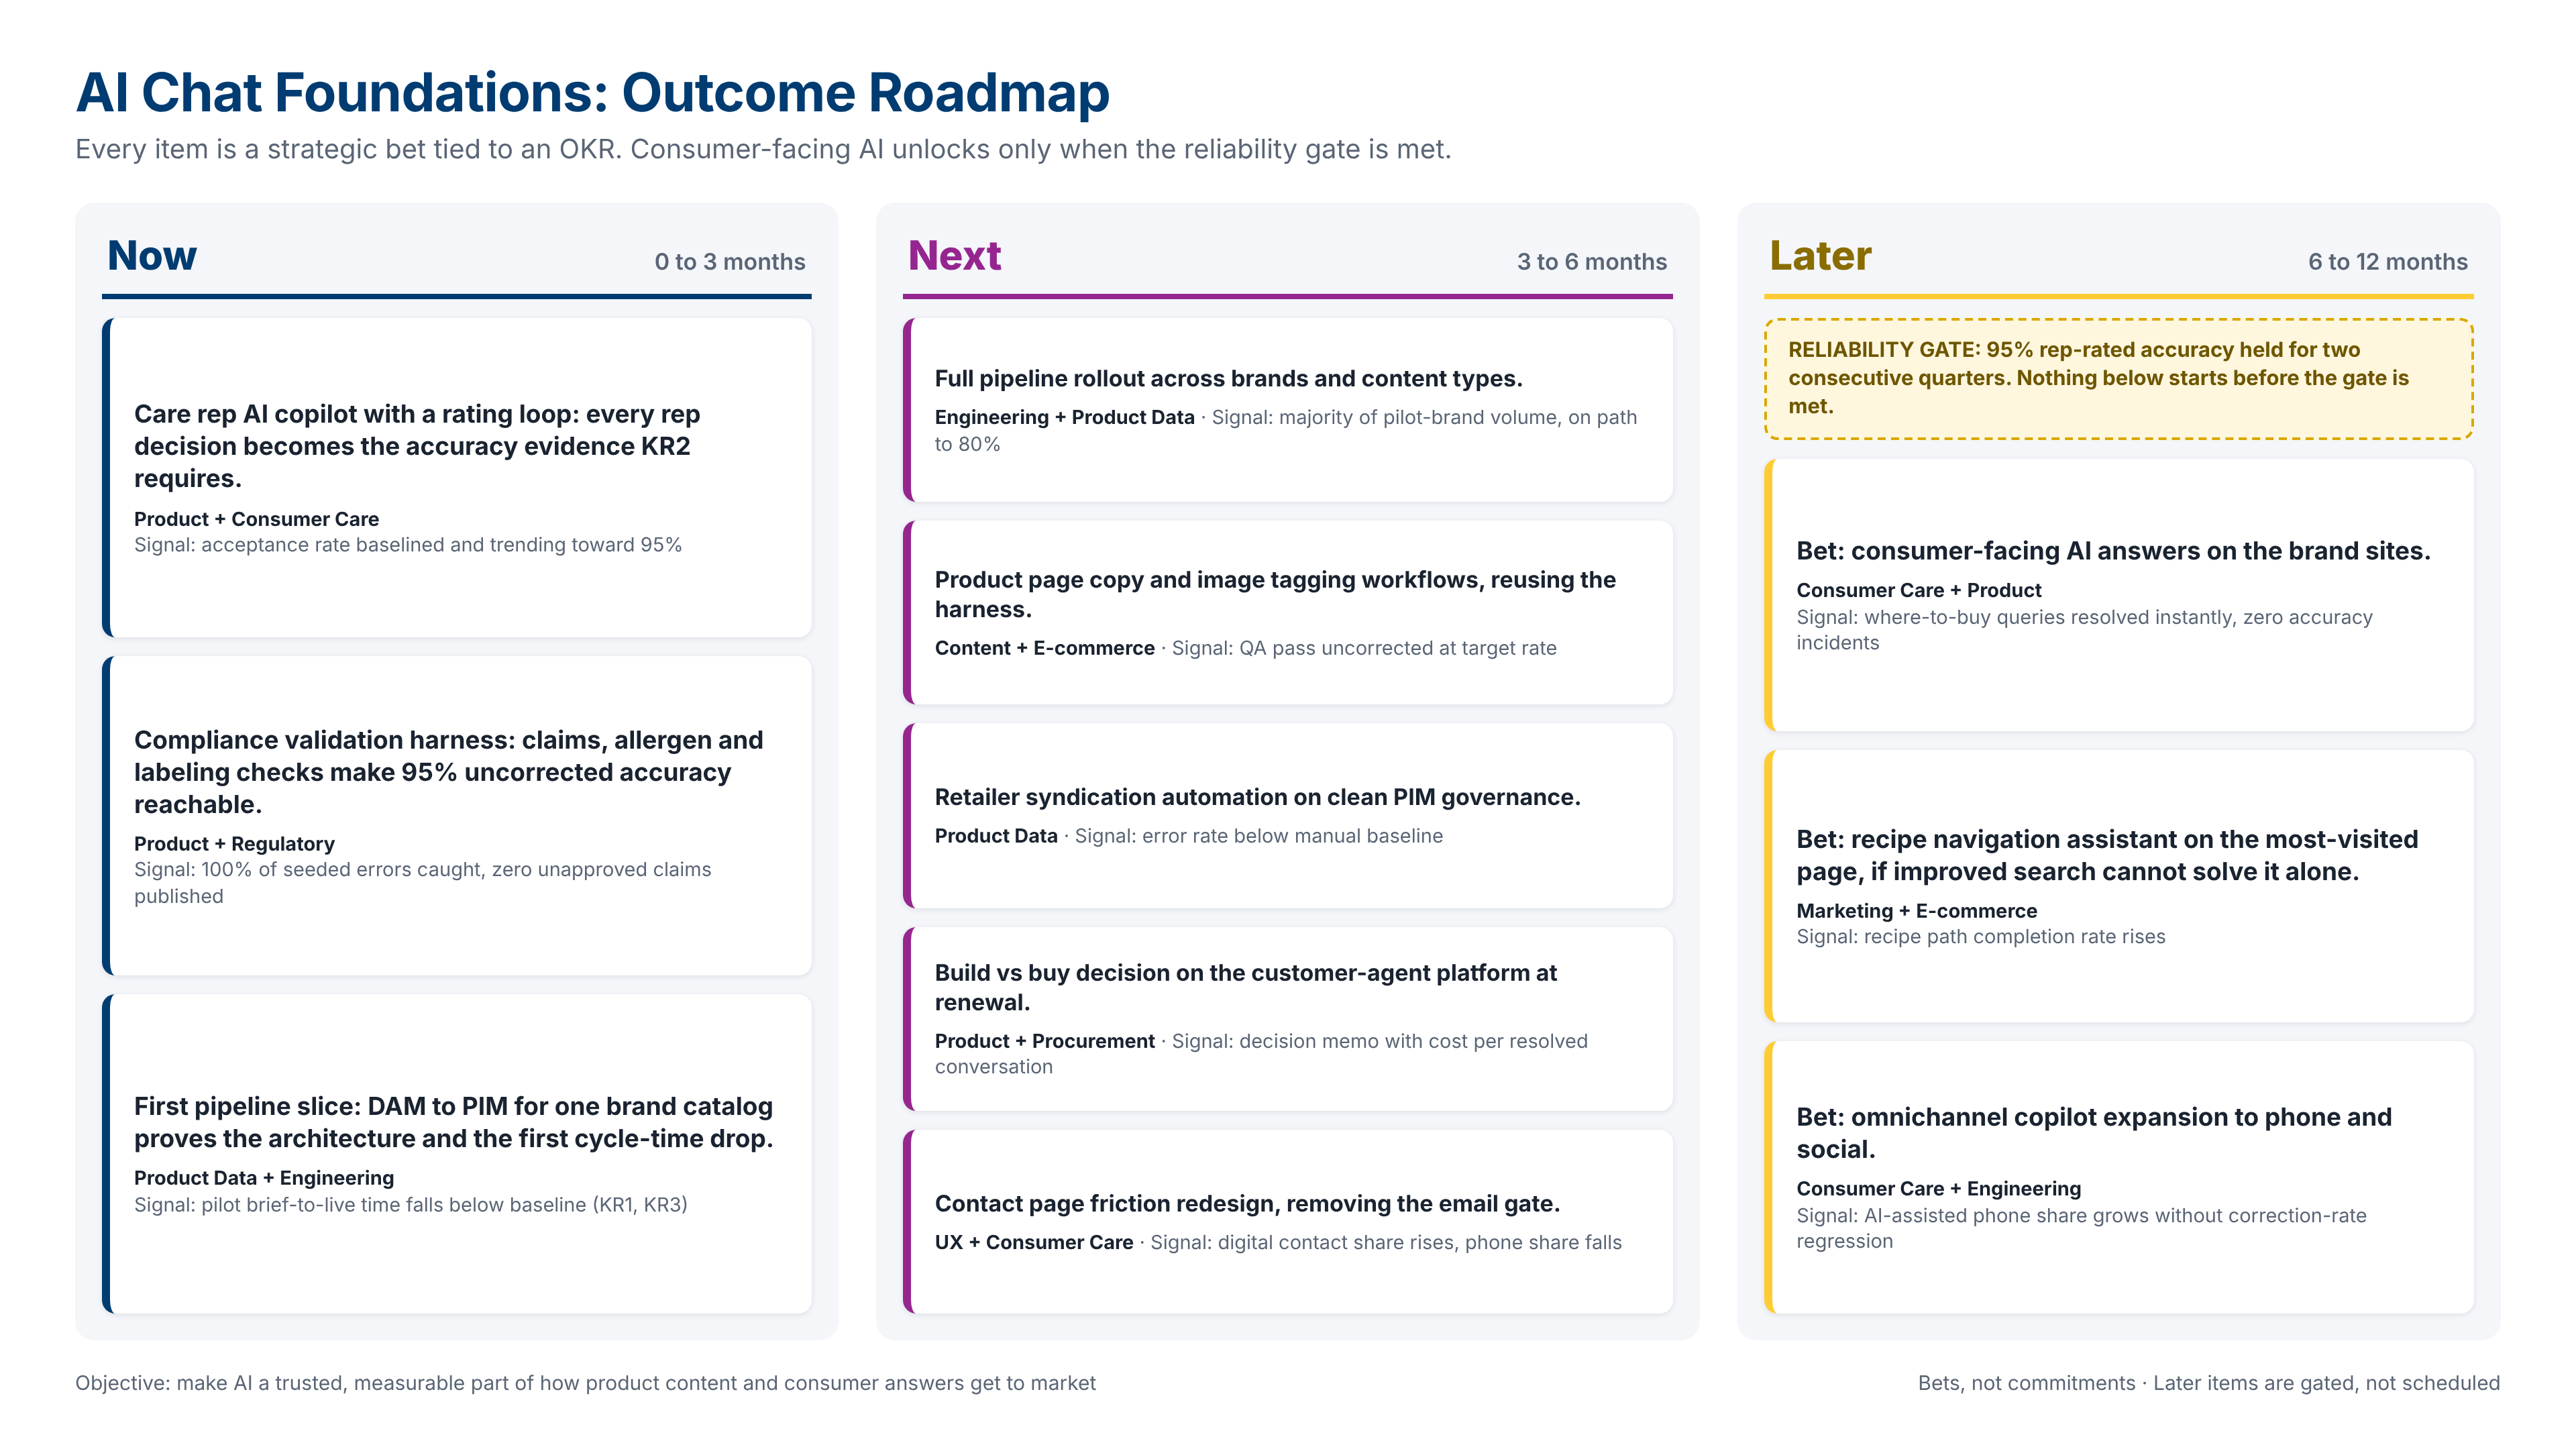 AI Chat Foundations: Outcome Roadmap
Every item is a strategic bet tied to an OKR. Consumer-facing AI unlocks only when the reliability gate is met.
Now
0 to 3 months
Care rep AI copilot with a rating loop: every rep
decision becomes the accuracy evidence KR2
requires.
Product + Consumer Care
Signal: acceptance rate baselined and trending toward 95%
Compliance validation harness: claims, allergen and
labeling checks make 95% uncorrected accuracy
reachable.
Product + Regulatory
Signal: 100% of seeded errors caught, zero unapproved claims
published
First pipeline slice: DAM to PIM for one brand catalog
proves the architecture and the first cycle-time drop.
Product Data + Engineering
Signal: pilot brief-to-live time falls below baseline (KR1, KR3)
Next
3 to 6 months
Full pipeline rollout across brands and content types.
Engineering + Product Data · Signal: majority of pilot-brand volume, on path
to 80%
Product page copy and image tagging workflows, reusing the
harness.
Content + E-commerce · Signal: QA pass uncorrected at target rate
Retailer syndication automation on clean PIM governance.
Product Data · Signal: error rate below manual baseline
Build vs buy decision on the customer-agent platform at
renewal.
Product + Procurement · Signal: decision memo with cost per resolved
conversation
Contact page friction redesign, removing the email gate.
UX + Consumer Care · Signal: digital contact share rises, phone share falls
Later
6 to 12 months
RELIABILITY GATE: 95% rep-rated accuracy held for two
consecutive quarters. Nothing below starts before the gate is
met.
Bet: consumer-facing AI answers on the brand sites.
Consumer Care + Product
Signal: where-to-buy queries resolved instantly, zero accuracy
incidents
Bet: recipe navigation assistant on the most-visited
page, if improved search cannot solve it alone.
Marketing + E-commerce
Signal: recipe path completion rate rises
Bet: omnichannel copilot expansion to phone and
social.
Consumer Care + Engineering
Signal: AI-assisted phone share grows without correction-rate
regression
Objective: make AI a trusted, measurable part of how product content and consumer answers get to market
Bets, not commitments · Later items are gated, not scheduled